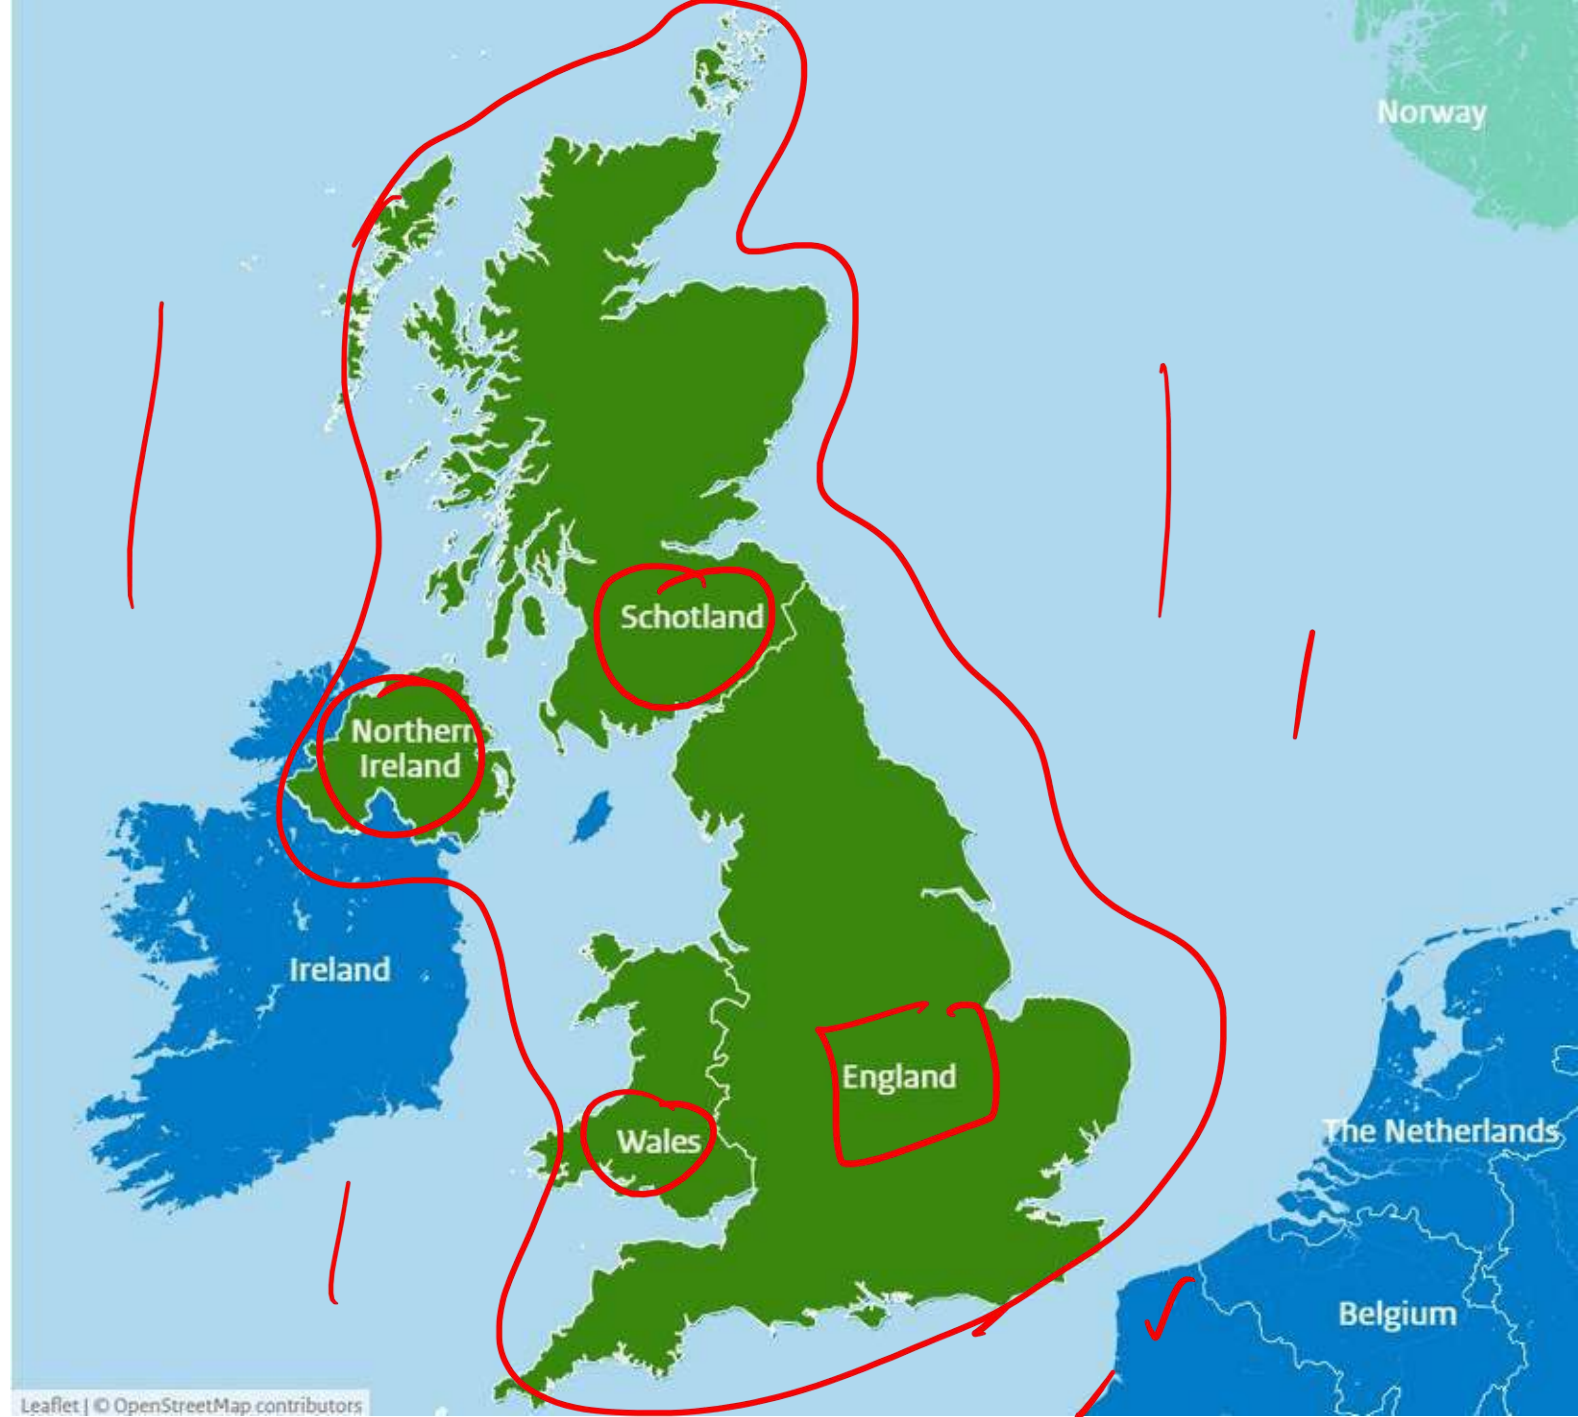 Norway
Schotland
Northern
Ireland
Ireland
England
The Netherlands
Wales
Belgium
Leaflet | © OpenStreetMap contributors